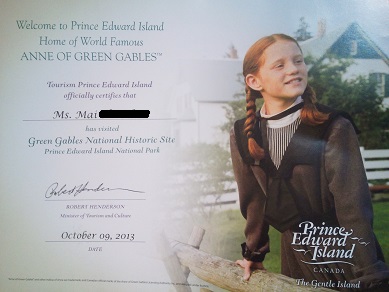 Welcome to Prince Edward Island
Home of World Famous
ANNE OF GREEN GABLES™
Tourism Prince Edward Island
officially certifies that
Ms. Mai
has visited
Green Gables National Historic Site
Prince Edward Island National Park
Robert Henderson
ROBERT HENDERSON
Minister of Tourism and Culture
October 09, 2013
DATE
Prince
Edward
Island
CANADA
The Gentle Island